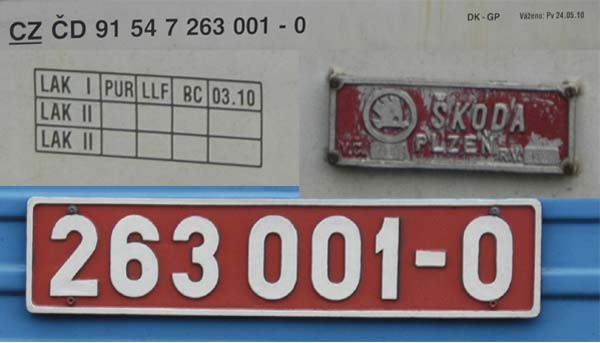 CZ ČD 91 54 7 263 001 - 0
DK - GP
Váženo: Pv 24.05.10
LAK I PUR LLF BC 03.10
LAK II
LAK II
ŠKODA
PLZEŇ
V.Č. R.V.
263 001-0